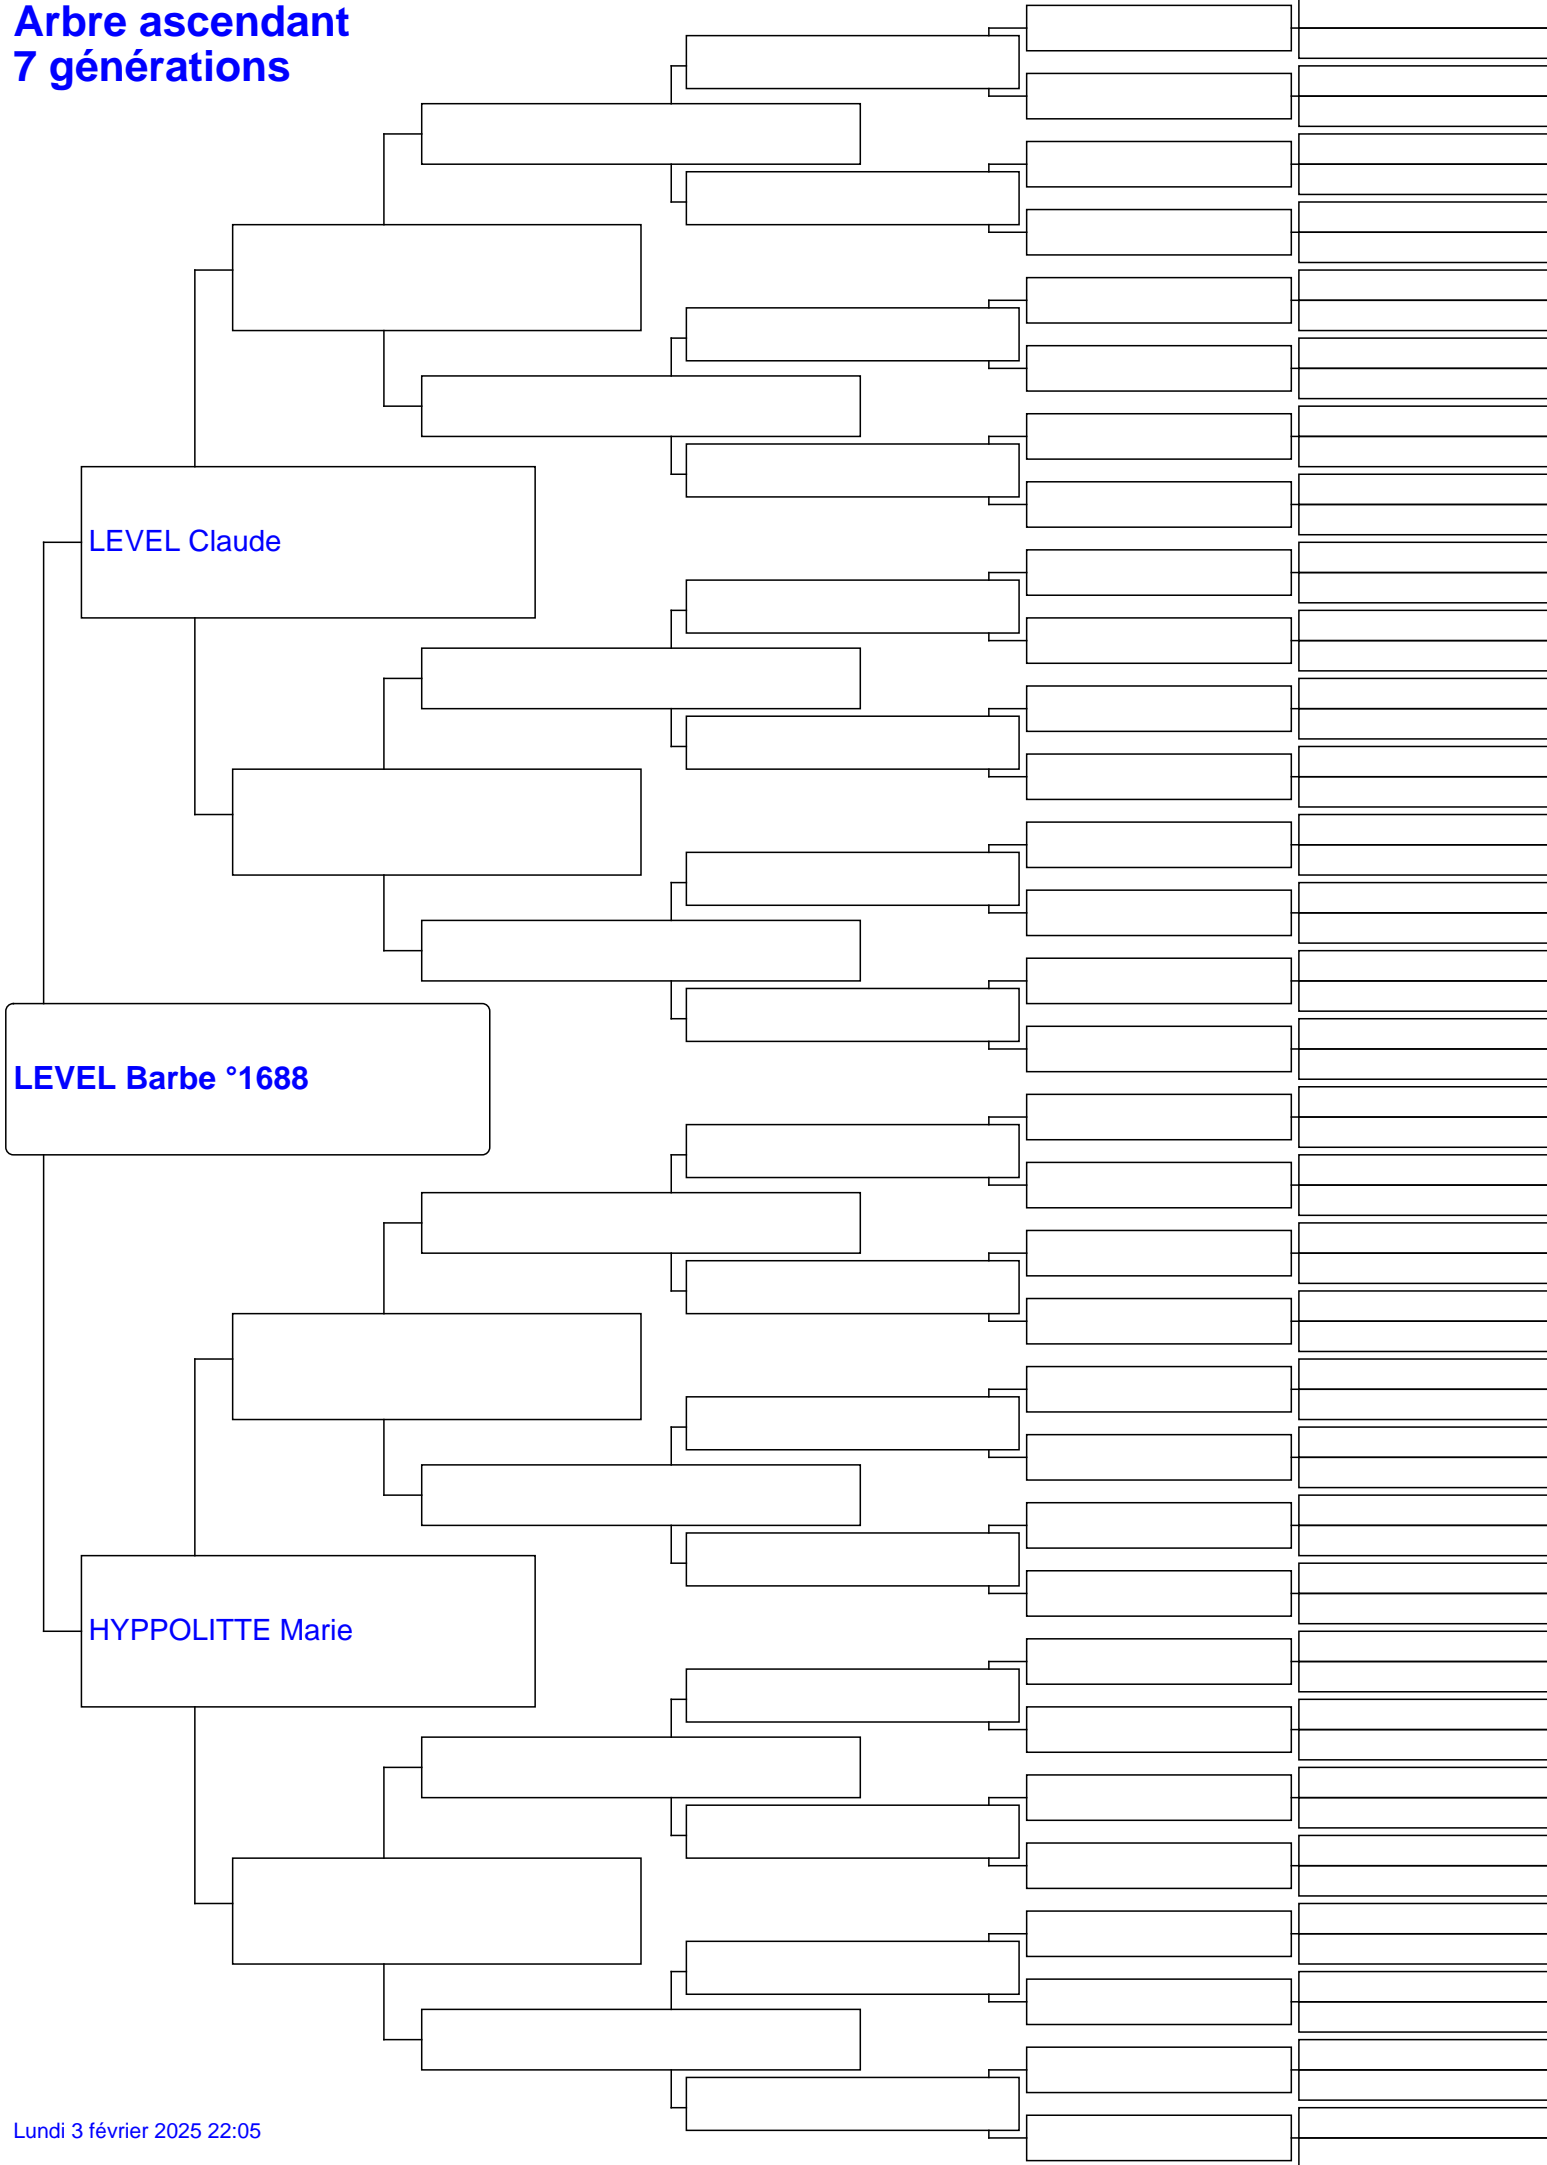 Arbre ascendant
7 générations
LEVEL Claude
LEVEL Barbe °1688
HYPPOLITTE Marie
Lundi 3 février 2025 22:05